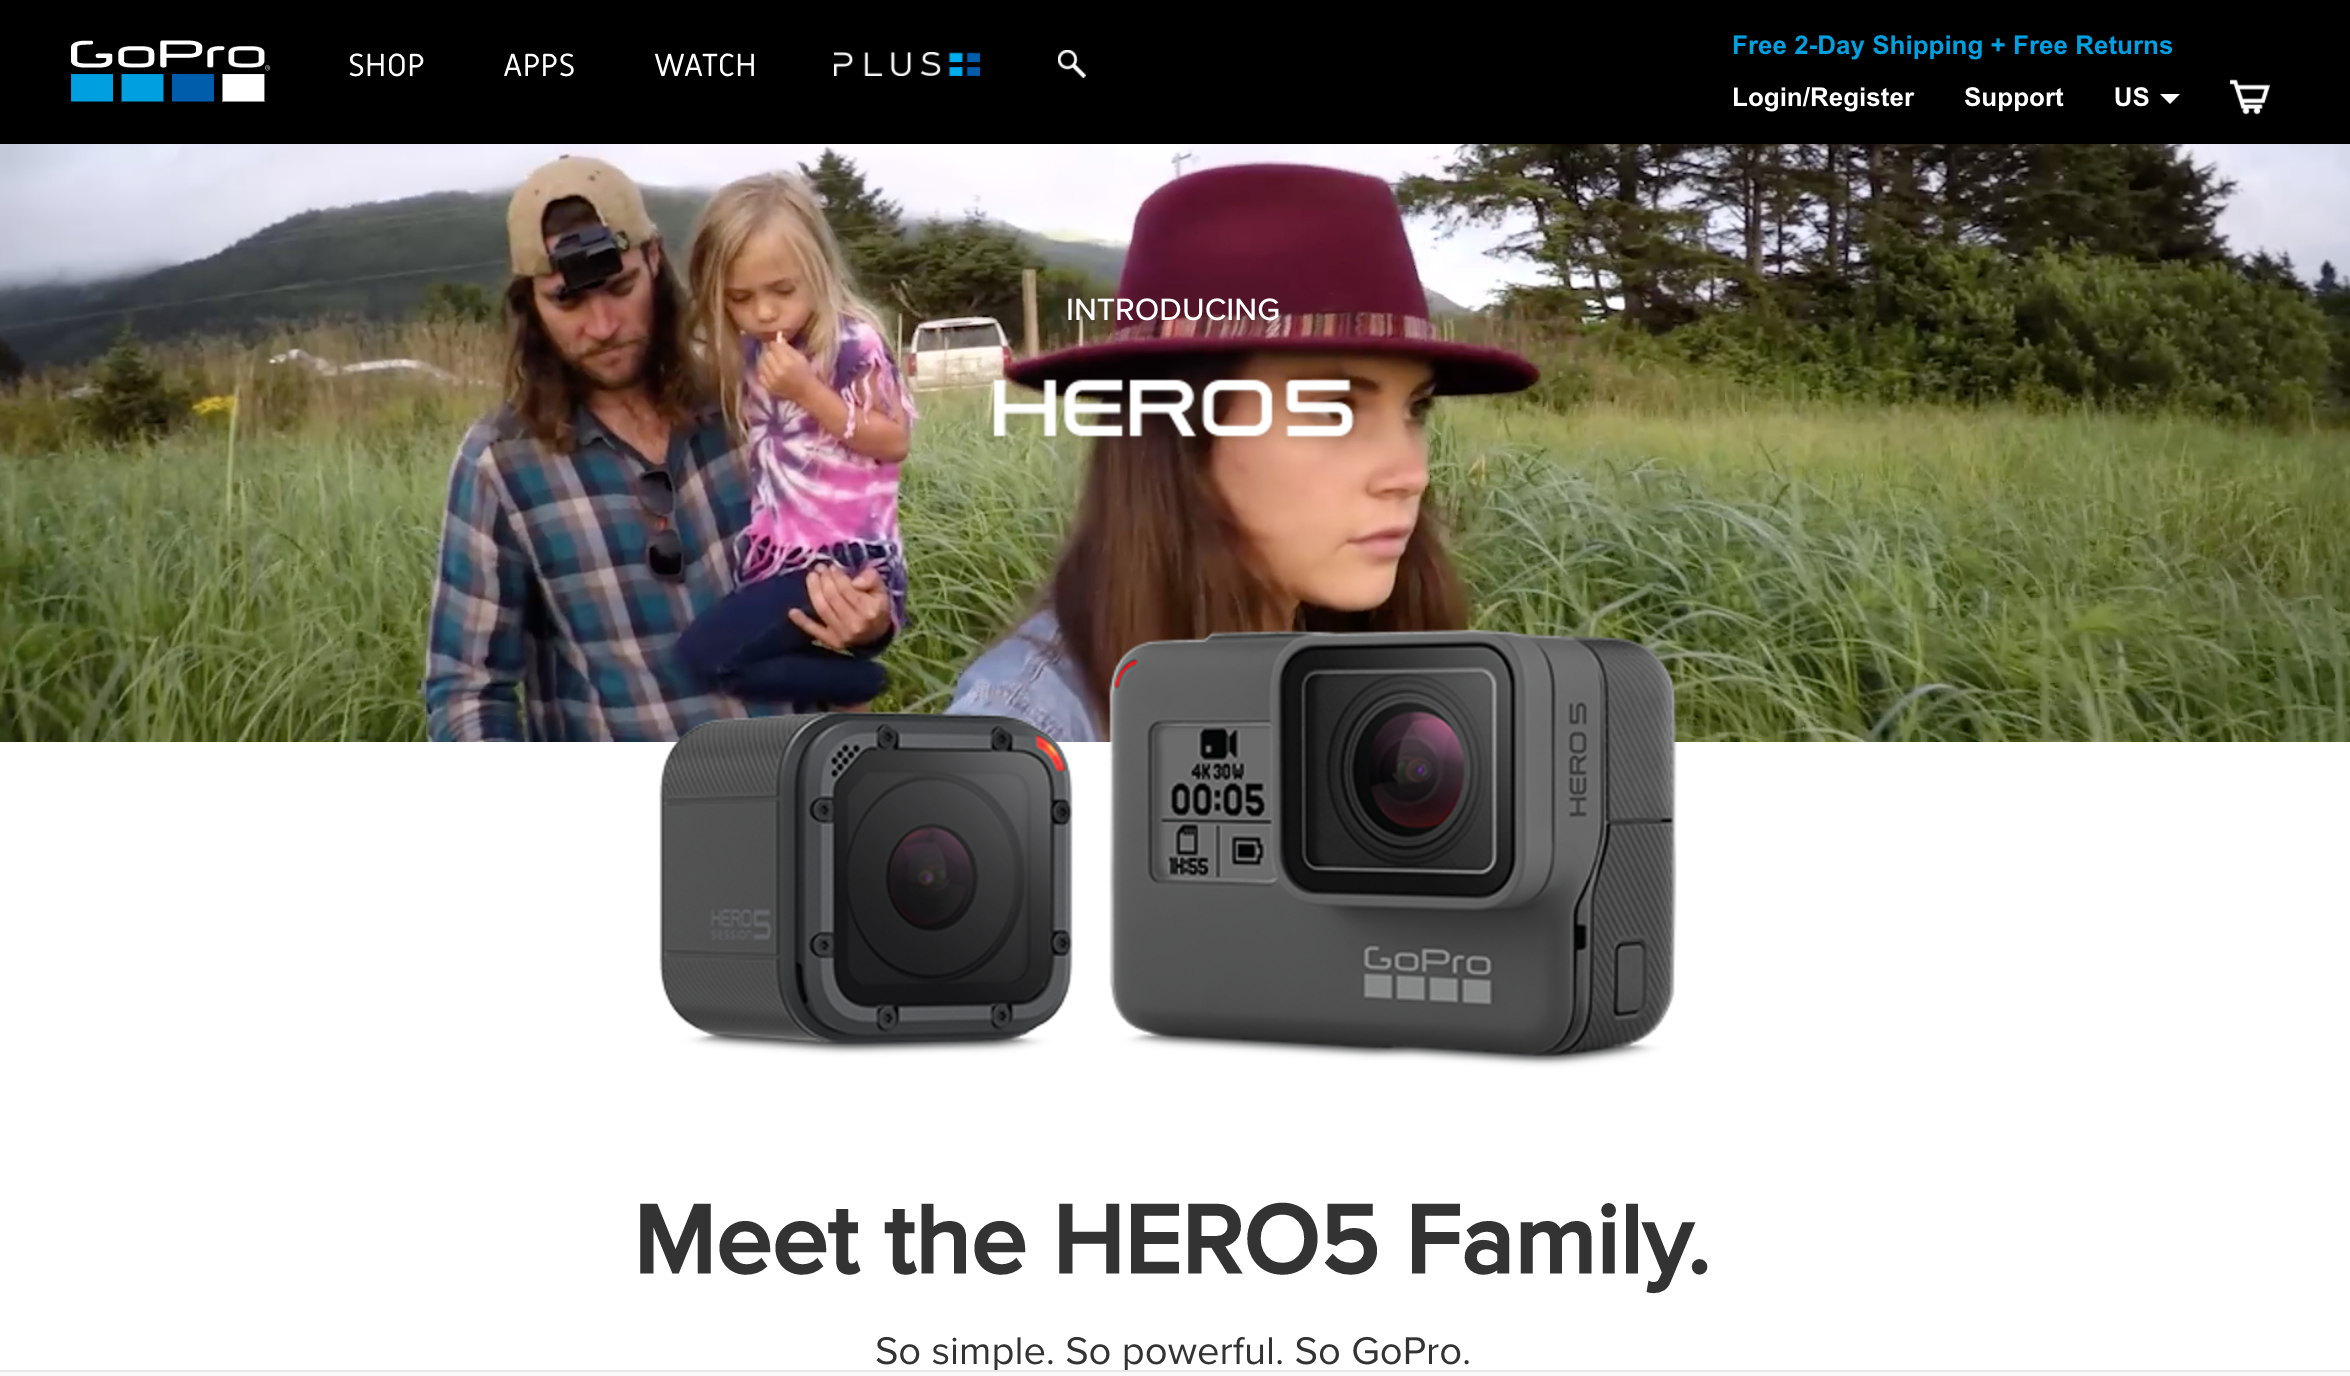 GoPro
SHOP
APPS
WATCH
PLUS
Free 2-Day Shipping + Free Returns
Login/Register
Support
US
INTRODUCING
HERO5
HERO5
SESSION
4K 30 W
00:05
1H:55
HERO5
GoPro
Meet the HERO5 Family.
So simple. So powerful. So GoPro.